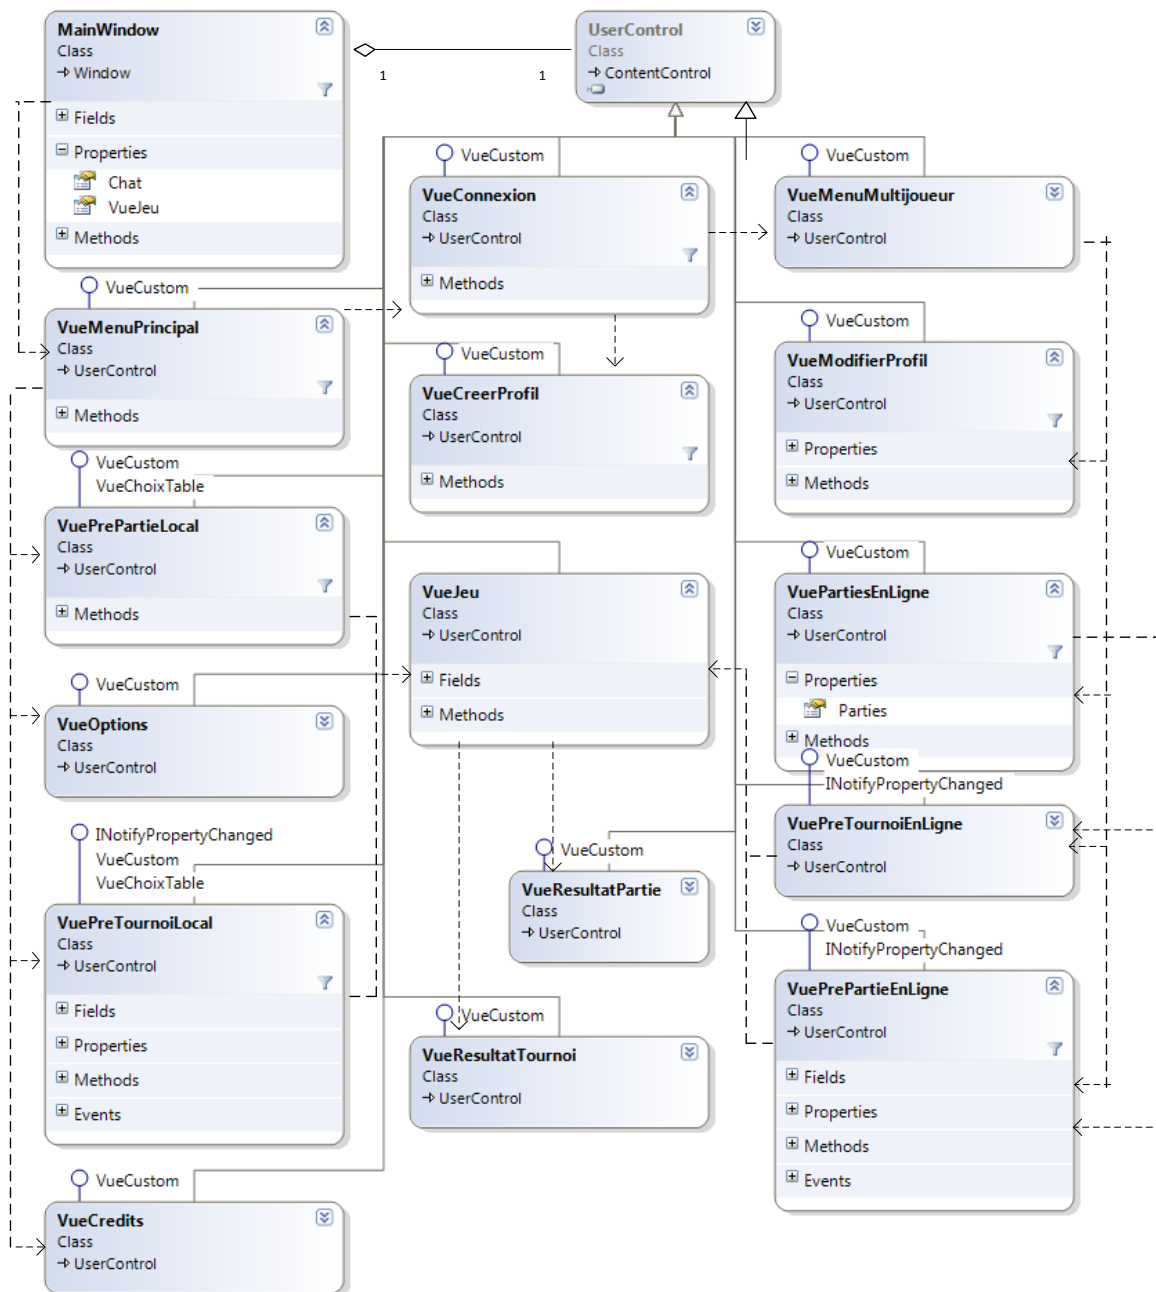 MainWindow
Class
Window
Fields
Properties
Chat
VueJeu
Methods
1
1
UserControl
Class
ContentControl
VueCustom
VueConnexion
Class
UserControl
Methods
VueCustom
VueMenuMultijoueur
Class
UserControl
VueCustom
VueMenuPrincipal
Class
UserControl
Methods
VueCustom
VueCreerProfil
Class
UserControl
Methods
VueCustom
VueModifierProfil
Class
UserControl
Properties
Methods
VueCustom
VueChoixTable
VuePrePartieLocal
Class
UserControl
Methods
VueJeu
Class
UserControl
Fields
Methods
VueCustom
VuePartiesEnLigne
Class
UserControl
Properties
Parties
Methods
VueCustom
VueOptions
Class
UserControl
VueCustom
INotifyPropertyChanged
VuePreTournoiEnLigne
Class
UserControl
INotifyPropertyChanged
VueCustom
VueChoixTable
VuePreTournoiLocal
Class
UserControl
Fields
Properties
Methods
Events
VueCustom
VueResultatPartie
Class
UserControl
VueCustom
INotifyPropertyChanged
VuePrePartieEnLigne
Class
UserControl
Fields
Properties
Methods
Events
VueCustom
VueResultatTournoi
Class
UserControl
VueCustom
VueCredits
Class
UserControl